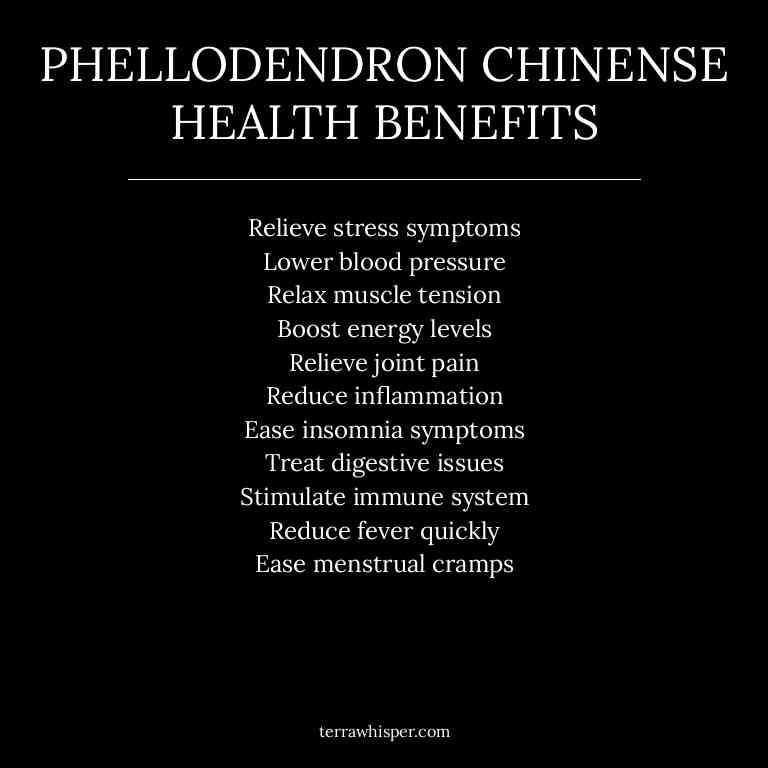 PHELLODENDRON CHINENSE
HEALTH BENEFITS
Relieve stress symptoms
Lower blood pressure
Relax muscle tension
Boost energy levels
Relieve joint pain
Reduce inflammation
Ease insomnia symptoms
Treat digestive issues
Stimulate immune system
Reduce fever quickly
Ease menstrual cramps
terrawhisper.com